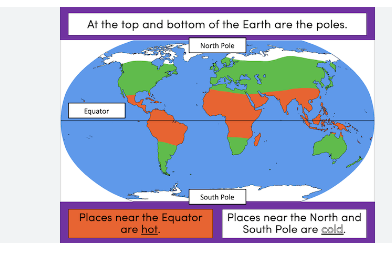 At the top and bottom of the Earth are the poles.
North Pole
Equator
South Pole
Places near the Equator
are hot.
Places near the North and
South Pole are cold.